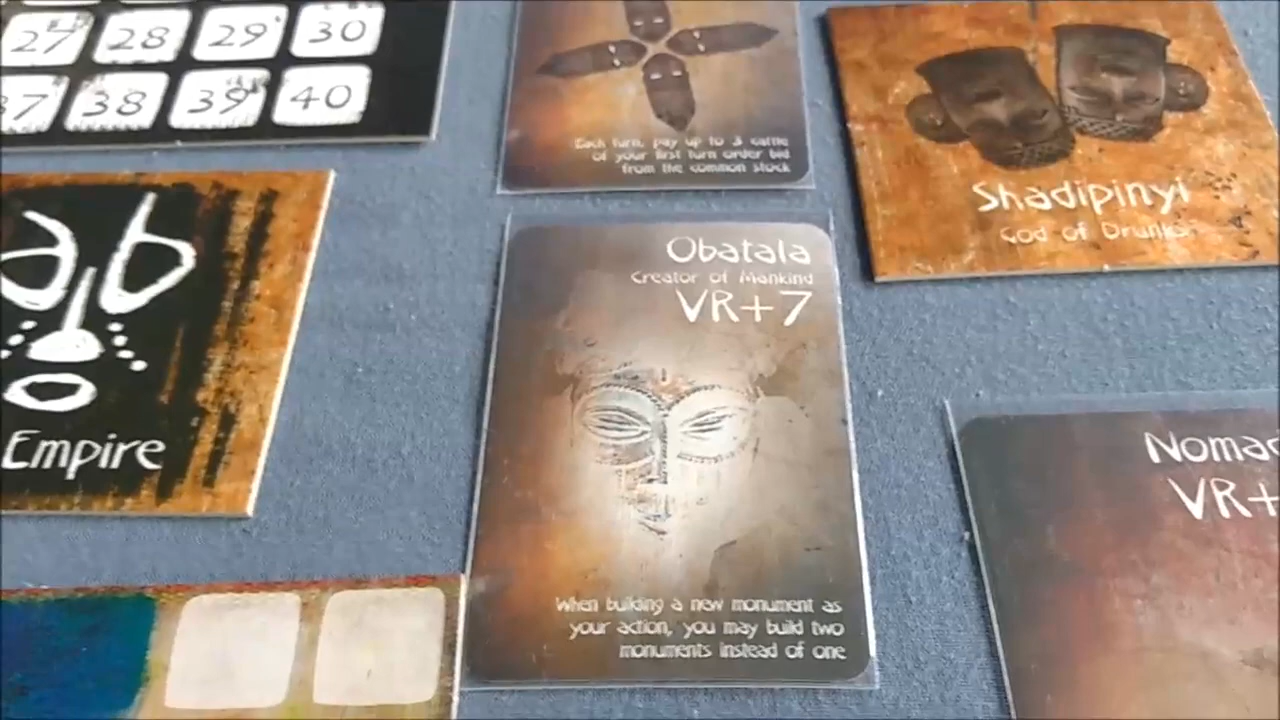 27 28 29 30
37 38 39 40
Each turn, pay up to 3 cattle
of your first turn order bid
from the common stock
Shadipinyi
God of
Empire
Obatala
Creator of Mankind
VR+7
When building a new monument as
your action, you may build two
monuments instead of one
VR+